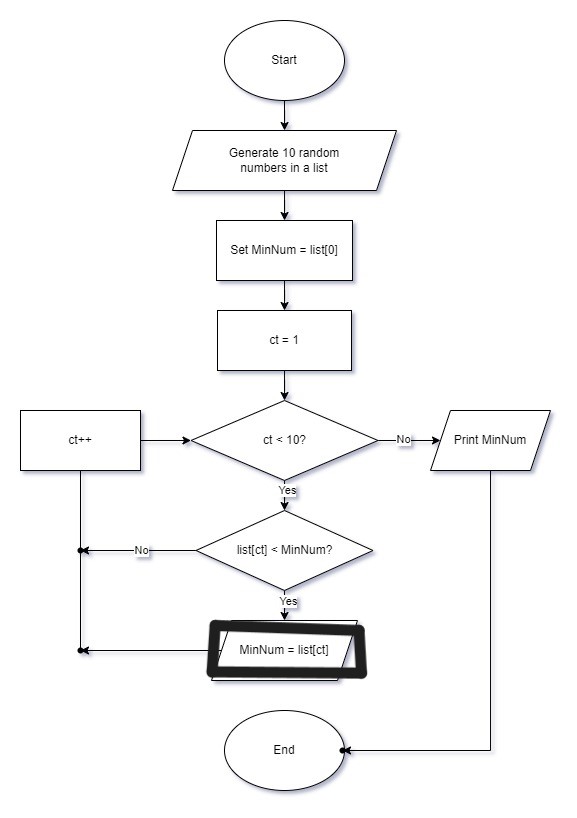 Start
Generate 10 random
numbers in a list
Set MinNum = list[0]
ct = 1
ct++
ct < 10?
No
Print MinNum
Yes
list[ct] < MinNum?
No
Yes
MinNum = list[ct]
End